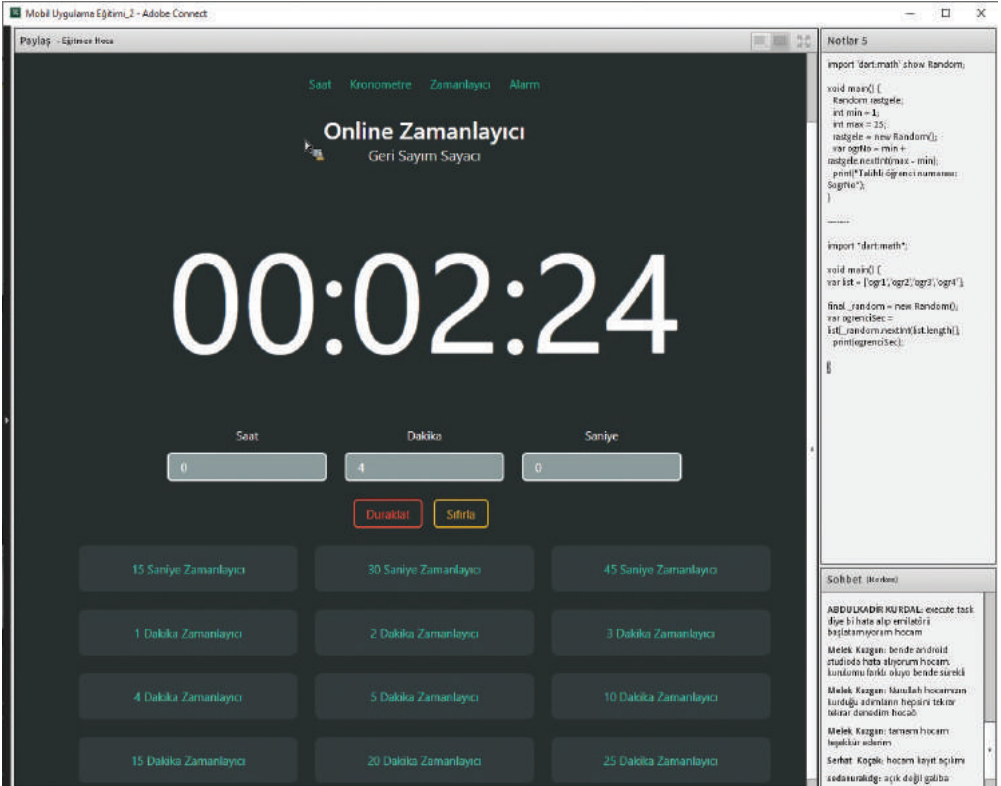 Mobil Uygulama Eğitimi_2 - Adobe Connect
Paylaş - Eğitmen Hoca
Saat Kronometre Zamanlayıcı Alarm
Online Zamanlayıcı
Geri Sayım Sayacı
00:02:24
Saat Dakika Saniye
0 4 0
Duraklat Sıfırla
15 Saniye Zamanlayıcı 30 Saniye Zamanlayıcı 45 Saniye Zamanlayıcı
1 Dakika Zamanlayıcı 2 Dakika Zamanlayıcı 3 Dakika Zamanlayıcı
4 Dakika Zamanlayıcı 5 Dakika Zamanlayıcı 10 Dakika Zamanlayıcı
15 Dakika Zamanlayıcı 20 Dakika Zamanlayıcı 25 Dakika Zamanlayıcı
Notlar 5
import 'dart:math' show Random;
void main() {
Random rastgele;
int min = 1;
int max = 25;
rastgele = new Random();
var ogrNo = min +
rastgele.nextInt(max - min);
print("Talihli öğrenci numarası:
$ogrNo");
}
-------
import "dart:math";
void main() {
var list = ['ogr1','ogr2','ogr3','ogr4'];
final _random = new Random();
var ogrenciSec =
list[_random.nextInt(list.length)];
print(ogrenciSec);
}
Sohbet (Herkes)
ABDULKADİR KURDAL: execute task
diye bi hata alıp emilatörü
başlatamıyorum hocam
Melek Kazgan: bende android
studioda hata alıyorum hocam.
kurulumu farklı oluyo bende sürekli
Melek Kazgan: Nurullah hocamızın
kurduğu adımların hepsini tekrar
tekrar denedim hocaö
Melek Kazgan: tamam hocam
teşekkür ederim
Serhat Koçak: hocam kayıt açıkmı
sedanuralıdg: açık değil galiba